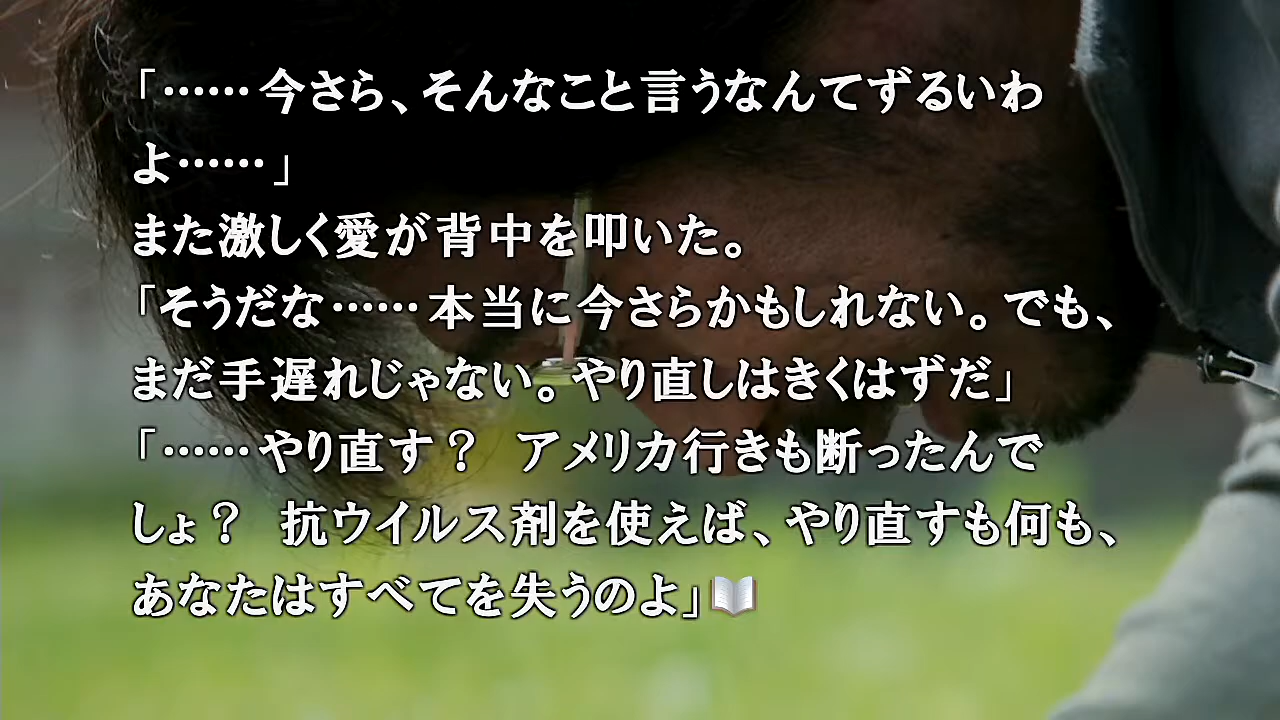 「……今さら、そんなこと言うなんてずるいわ
よ……」
また激しく愛が背中を叩いた。
「そうだな……本当に今さらかもしれない。でも、
まだ手遅れじゃない。やり直しはきくはずだ」
「……やり直す？　アメリカ行きも断ったんで
しょ？　抗ウイルス剤を使えば、やり直すも何も、
あなたはすべてを失うのよ」